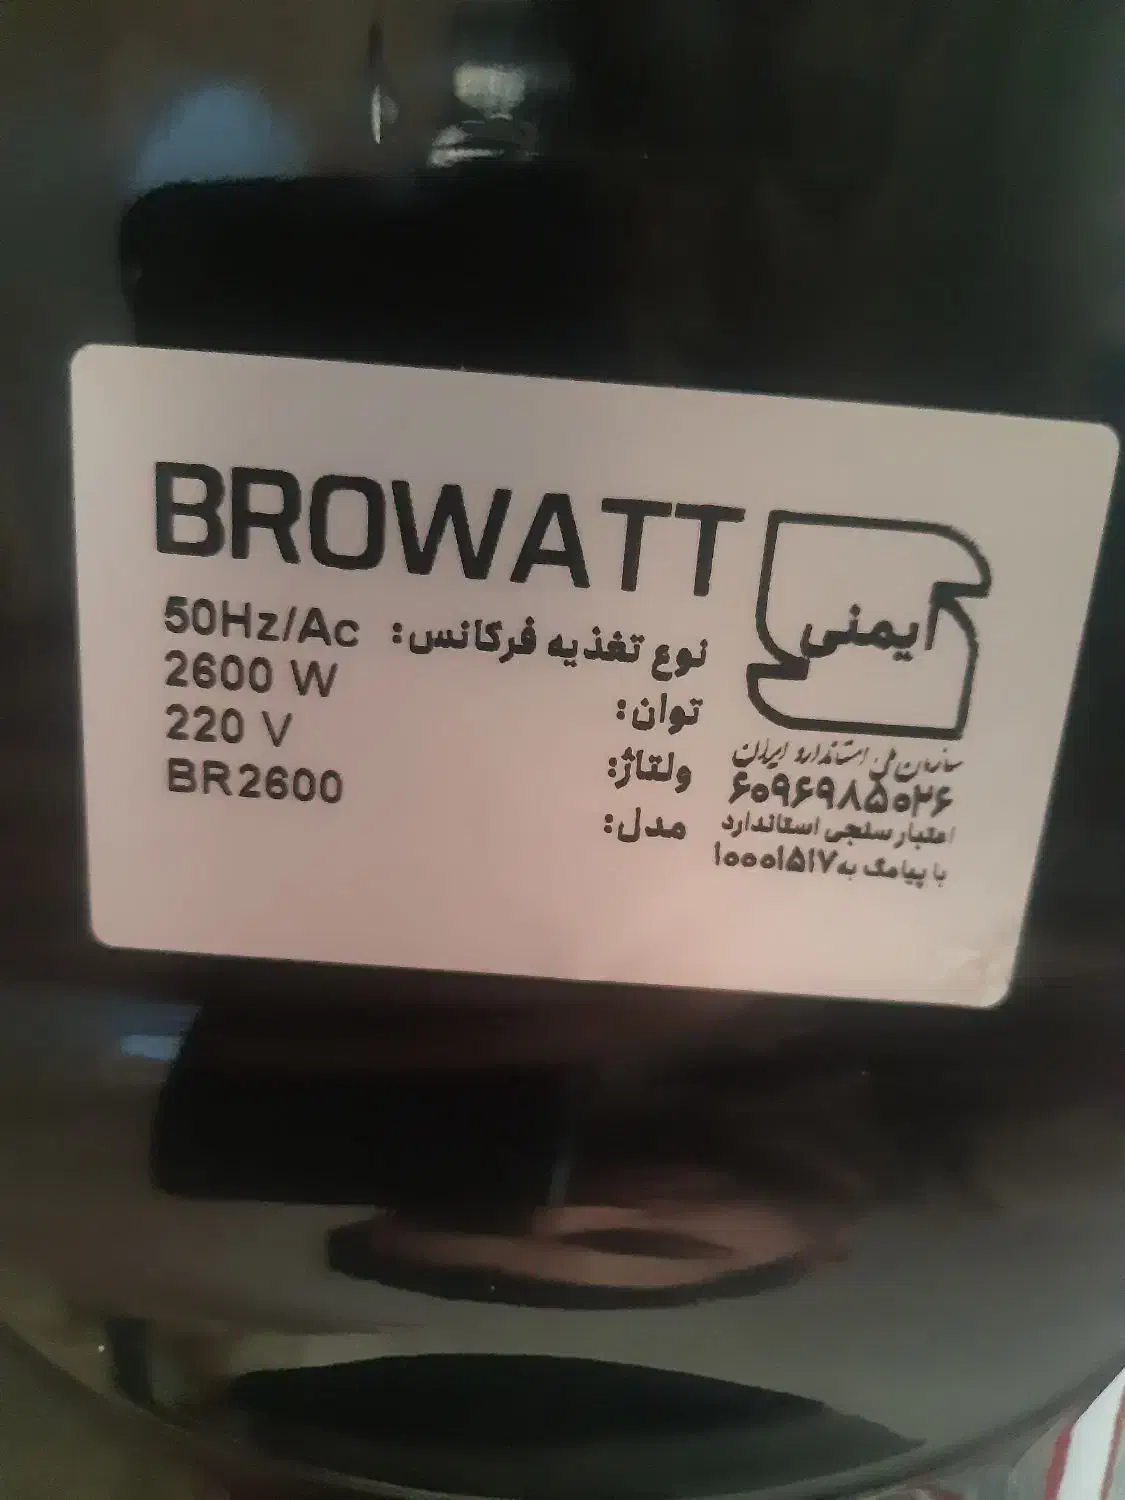 BROWATT
نوع تغذیه فرکانس: 50Hz/Ac
توان: 2600 W
ولتاژ: 220 V
مدل: BR2600
ایمنی
سازمان ملی استاندارد ایران
۶۰۹۶۹۸۵۰۲۶
اعتبار سنجی استاندارد
با پیامک به ۱۰۰۰۱۵۱۷